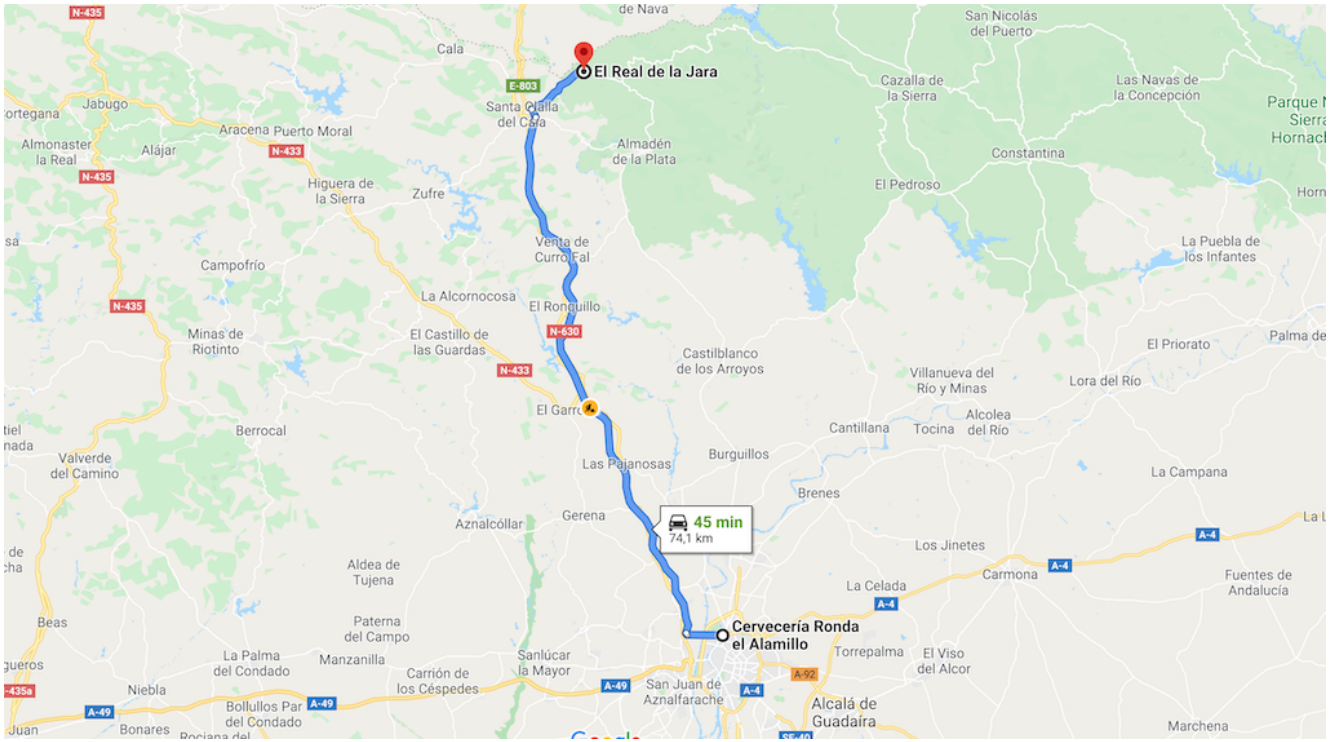 N-435
de Nava
San Nicolás
del Puerto
Cala
El Real de la Jara
E-803
Cazalla de
la Sierra
Las Navas de
la Concepción
Jabugo
Cortegana
Santa Olalla
del Cala
Parque N
Sierra
Hornach
Aracena
Puerto Moral
Almonaster
la Real
Alájar
N-433
Almadén
de la Plata
Constantina
N-435
Higuera de
la Sierra
Zufre
El Pedroso
Horn
sa
Venta de
Curro Fal
La Puebla de
los Infantes
Campofrío
La Alcornocosa
N-435
El Ronquillo
Minas de
Riotinto
El Castillo de
las Guardas
N-630
Palma de
El Priorato
Castilblanco
de los Arroyos
N-433
Villanueva del
Río y Minas
Lora del Río
El Garro
Alcolea
del Río
tiel
nada
Berrocal
Cantillana
Tocina
Valverde
del Camino
Las Pajanosas
Burguillos
La Campana
Brenes
Aznalcóllar
Gerena
45 min
74,1 km
La L
A-4
Los Jinetes
de
cha
Aldea de
Tujena
A-4
Carmona
Fuentes de
Andalucía
La Celada
A-4
Beas
Paterna
del Campo
Cervecería Ronda
el Alamillo
Torrepalma
El Viso
del Alcor
gueros
La Palma
del Condado
Manzanilla
Sanlúcar
la Mayor
Carrión de
los Céspedes
A-92
-435a
Niebla
A-49
San Juan de
Aznalfarache
A-4
A-49
A-49
Bollullos Par
del Condado
Alcalá de
Guadaíra
Juan
Bonares
Rociana del
Google
SE-40
Marchena